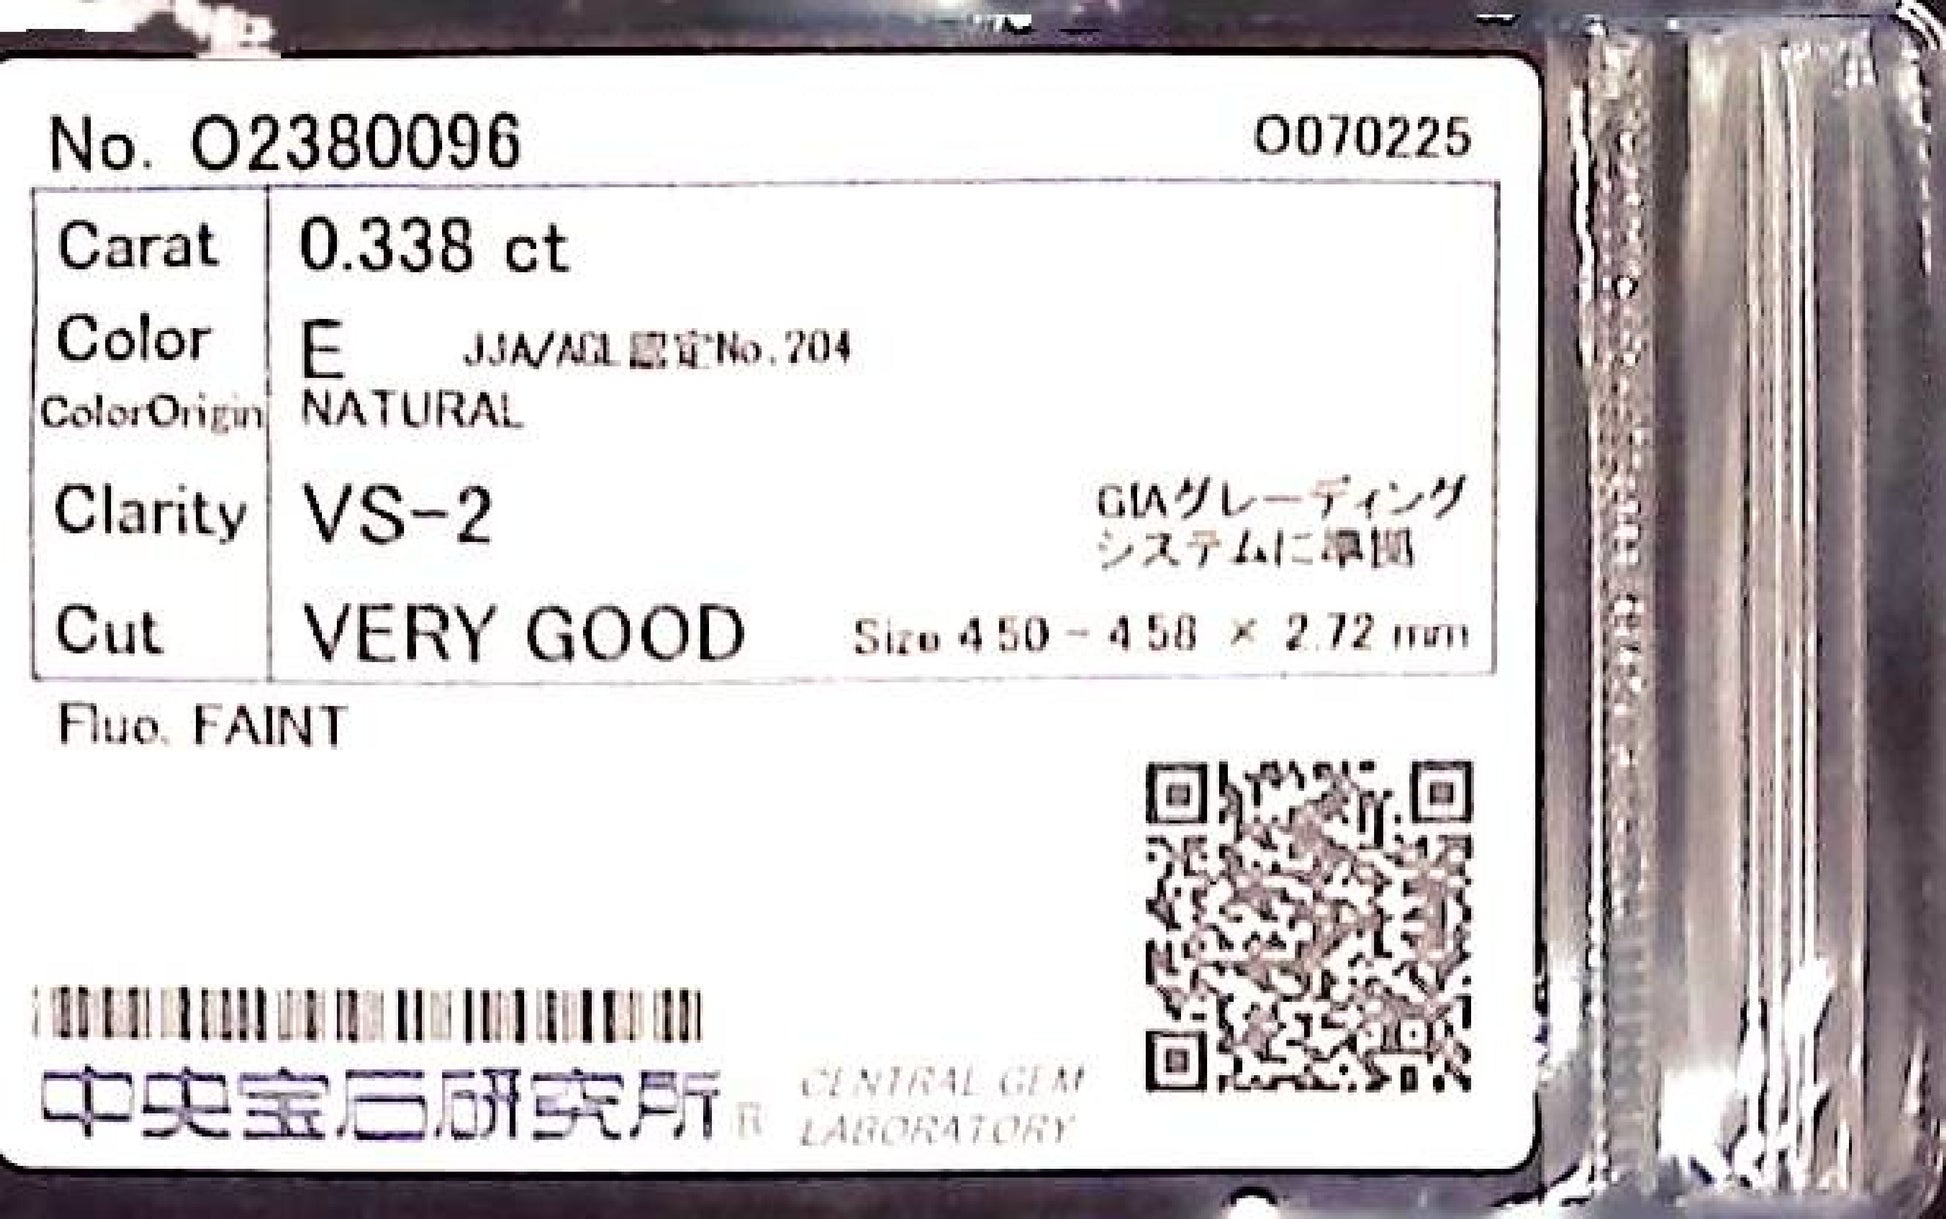 No. O2380096
O070225
Carat 0.338 ct
Color E JJA/AGL認定No.204
ColorOrigin NATURAL
Clarity VS-2
GIAグレーディング
システムに準拠
Cut VERY GOOD Size 4.50 - 4.58 × 2.72 mm
Fluo. FAINT
中央宝石研究所
CENTRAL GEM
LABORATORY